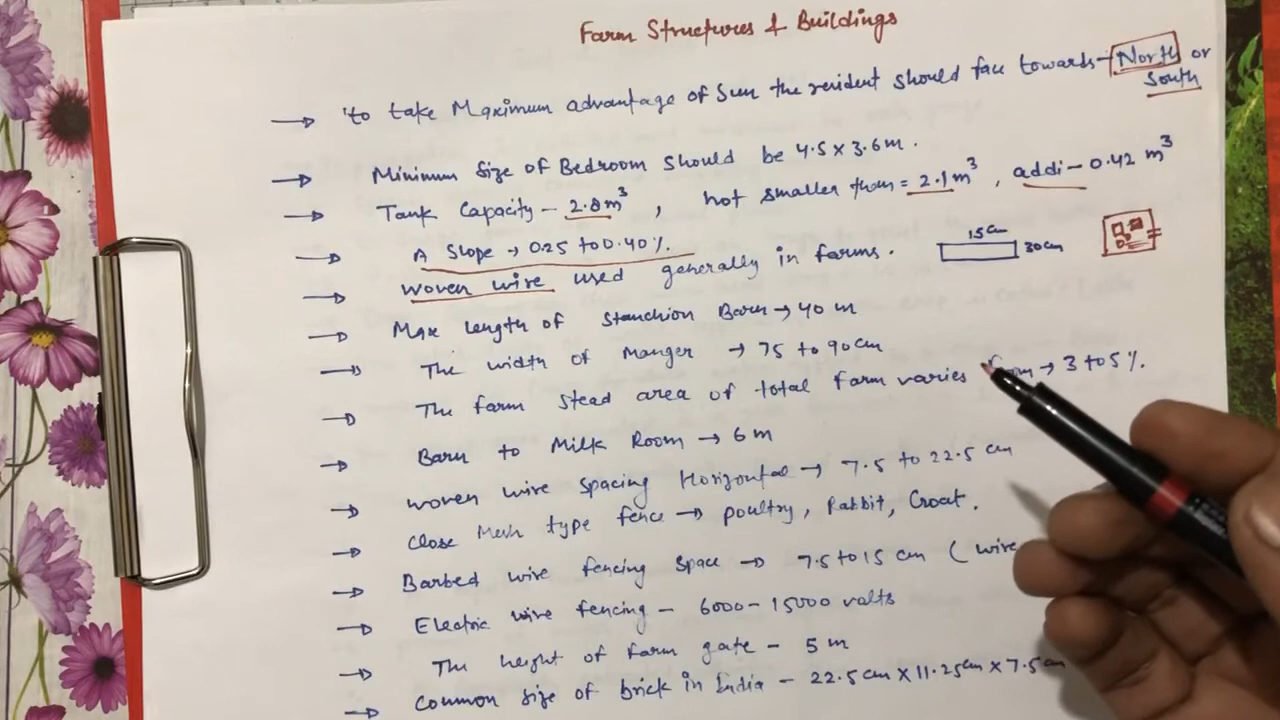 Farm Structures & Buildings
→ To take Maximum advantage of Sun the resident should face towards → North or
South
→ Minimum Size of Bedroom Should be 4.5 x 3.6 m.
→ Tank Capacity - 2.8 m³, not smaller than = 2.1 m³, addi - 0.42 m³
→ A Slope → 0.25 to 0.40 %.
→ woven wire used generally in farms. 15cm 30cm
→ Max length of Stanchion Barn → 40 m
→ The width of Manger → 75 to 90 cm
→ The farm stead area of total farm varies from → 3 to 5 %.
→ Barn to Milk Room → 6 m
→ woven wire spacing Horizontal → 7.5 to 22.5 cm
→ Close Mesh type fence → poultry, Rabbit, Goat.
→ Barbed wire fencing space → 7.5 to 15 cm (wire
→ Electric wire fencing - 6000 - 15000 volts
→ The height of farm gate - 5 m
→ Common size of brick in India - 22.5 cm x 11.25 cm x 7.5 cm